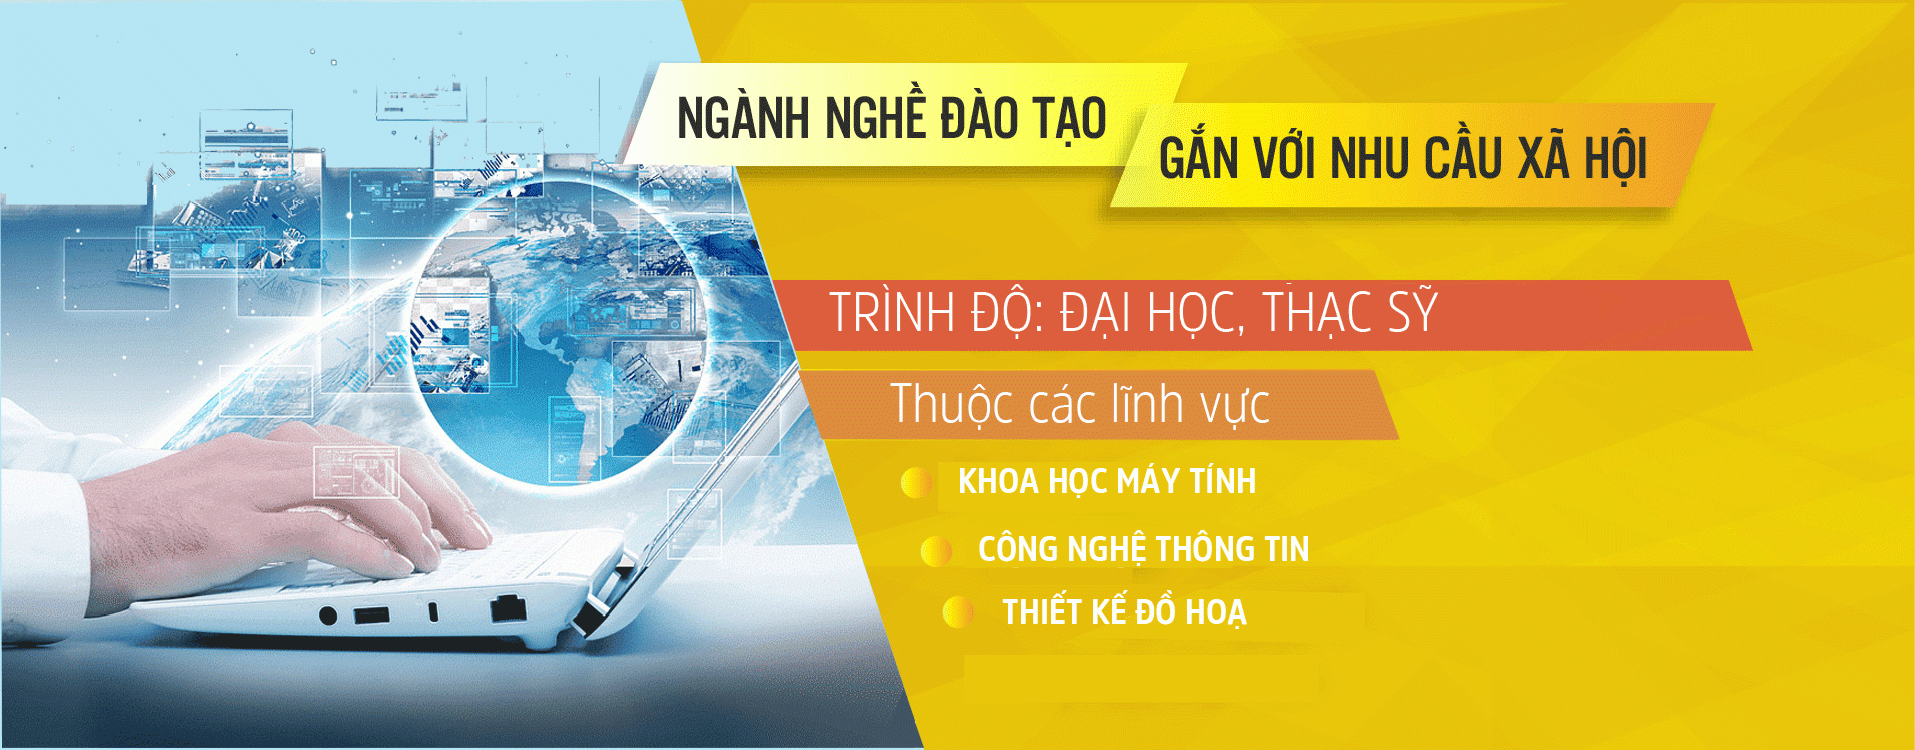 NGÀNH NGHỀ ĐÀO TẠO
GẮN VỚI NHU CẦU XÃ HỘI
TRÌNH ĐỘ: ĐẠI HỌC, THẠC SỸ
Thuộc các lĩnh vực
KHOA HỌC MÁY TÍNH
CÔNG NGHỆ THÔNG TIN
THIẾT KẾ ĐỒ HOẠ